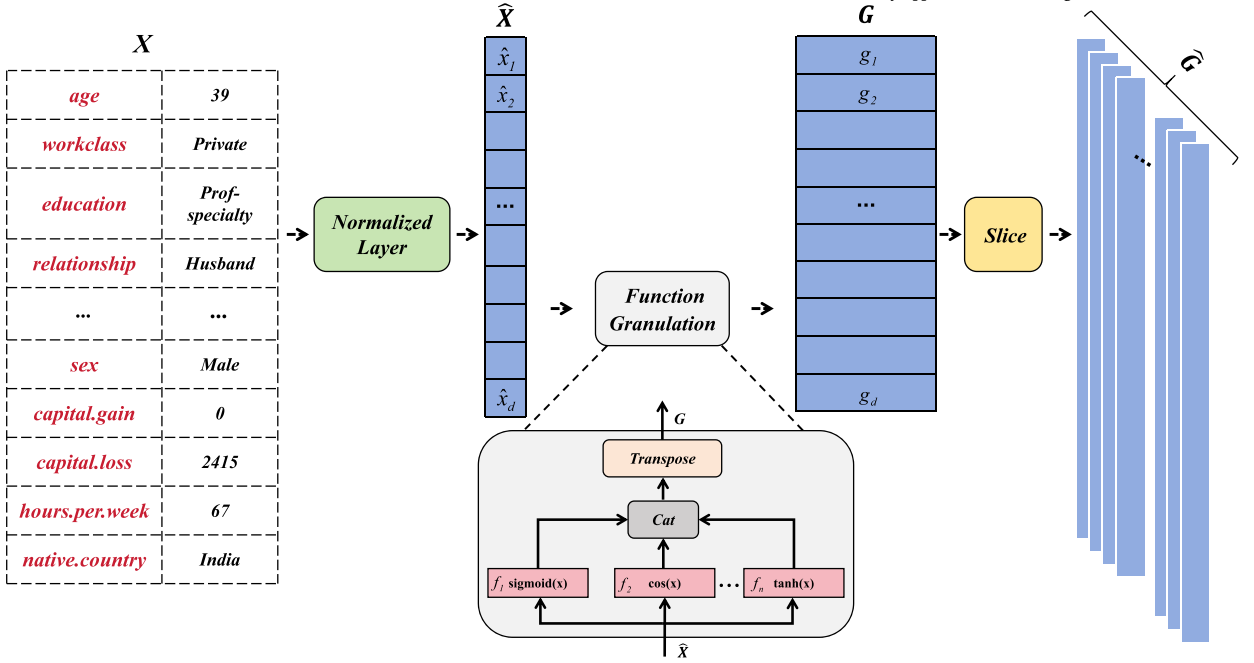 X
age 39
workclass Private
education Prof-
specialty
relationship Husband
... ...
sex Male
capital.gain 0
capital.loss 2415
hours.per.week 67
native.country India
Normalized
Layer
X̂
x̂₁
x̂₂
...
x̂d
Function
Granulation
G
Transpose
Cat
f₁ sigmoid(x)
f₂ cos(x)
...
fₙ tanh(x)
X̂
G
g₁
g₂
...
g_d
Slice
Ĝ
...